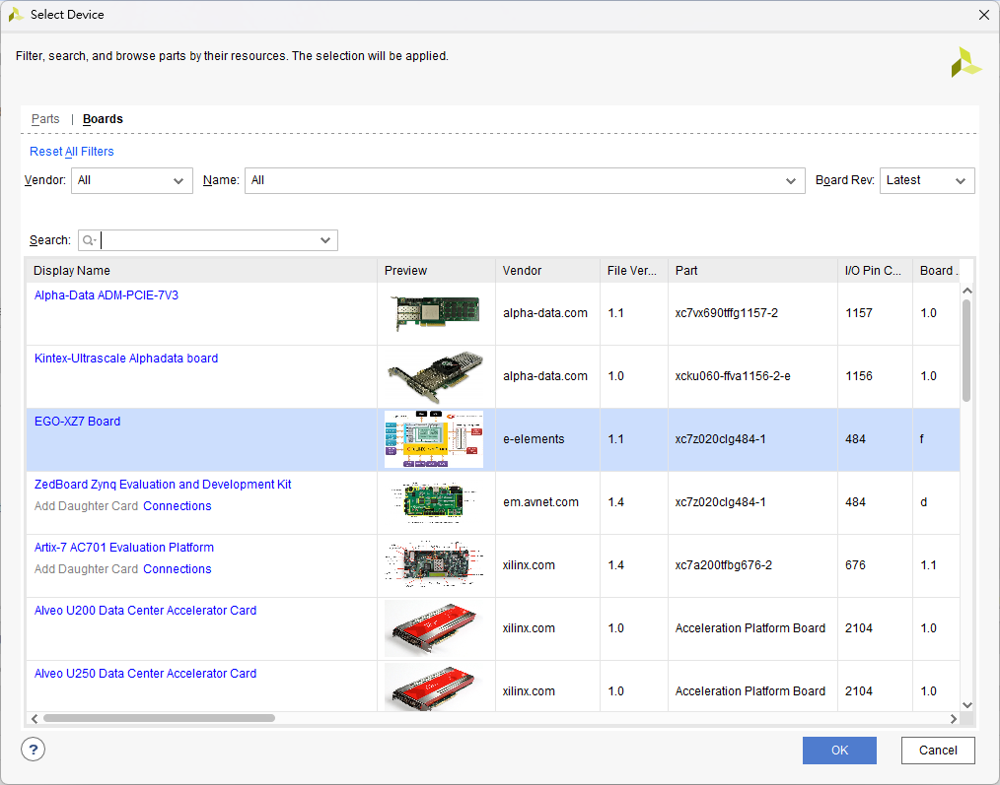 Select Device
Filter, search, and browse parts by their resources. The selection will be applied.
Parts | Boards
Reset All Filters
Vendor: All Name: All Board Rev: Latest
Search:
Display Name Preview Vendor File Ver... Part I/O Pin C... Board .
Alpha-Data ADM-PCIE-7V3 alpha-data.com 1.1 xc7vx690tffg1157-2 1157 1.0
Kintex-Ultrascale Alphadata board alpha-data.com 1.0 xcku060-ffva1156-2-e 1156 1.0
EGO-XZ7 Board e-elements 1.1 xc7z020clg484-1 484 f
ZedBoard Zynq Evaluation and Development Kit em.avnet.com 1.4 xc7z020clg484-1 484 d
Add Daughter Card Connections
Artix-7 AC701 Evaluation Platform xilinx.com 1.4 xc7a200tfbg676-2 676 1.1
Add Daughter Card Connections
Alveo U200 Data Center Accelerator Card xilinx.com 1.0 Acceleration Platform Board 2104 1.0
Alveo U250 Data Center Accelerator Card xilinx.com 1.0 Acceleration Platform Board 2104 1.0
? OK Cancel